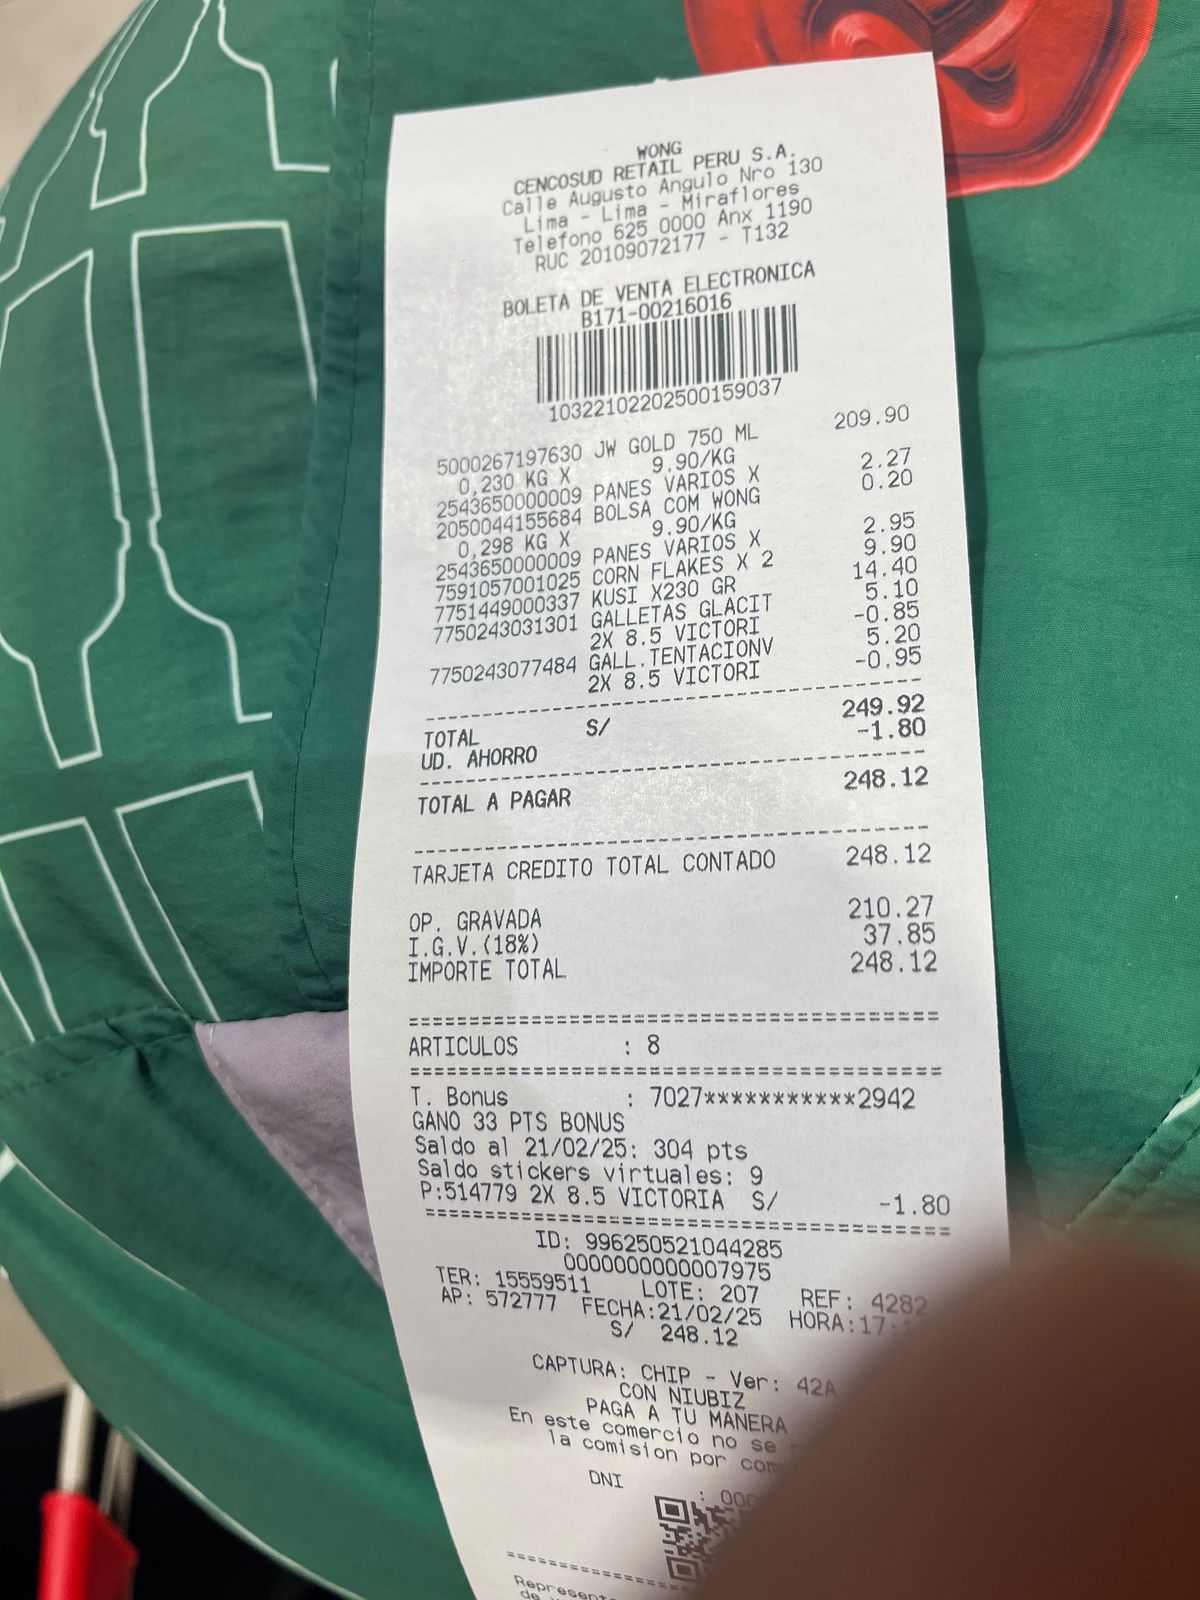 WONG
CENCOSUD RETAIL PERU S.A.
Calle Augusto Angulo Nro 130
Lima - Lima - Miraflores
Telefono 625 0000 Anx 1190
RUC 20109072177 - T132
BOLETA DE VENTA ELECTRONICA
B171-00216016
10322102202500159037
5000267197630 JW GOLD 750 ML 209.90
0,230 KG X 9.90/KG
2543650000009 PANES VARIOS X 2.27
2050044155684 BOLSA COM WONG 0.20
0,298 KG X 9.90/KG
2543650000009 PANES VARIOS X 2.95
7591057001025 CORN FLAKES X 2 9.90
7751449000337 KUSI X230 GR 14.40
7750243031301 GALLETAS GLACIT 5.10
2X 8.5 VICTORI -0.85
7750243077484 GALL.TENTACIONV 5.20
2X 8.5 VICTORI -0.95
TOTAL S/ 249.92
UD. AHORRO -1.80
TOTAL A PAGAR 248.12
TARJETA CREDITO TOTAL CONTADO 248.12
OP. GRAVADA 210.27
I.G.V.(18%) 37.85
IMPORTE TOTAL 248.12
ARTICULOS : 8
T. Bonus : 7027***********2942
GANO 33 PTS BONUS
Saldo al 21/02/25: 304 pts
Saldo stickers virtuales: 9
P:514779 2X 8.5 VICTORIA S/ -1.80
ID: 996250521044285
0000000000007975
TER: 15559511 LOTE: 207 REF: 4282
AP: 572777 FECHA:21/02/25 HORA:17:
S/ 248.12
CAPTURA: CHIP - Ver: 42A
CON NIUBIZ
PAGA A TU MANERA
En este comercio no se
la comision por
DNI : 000